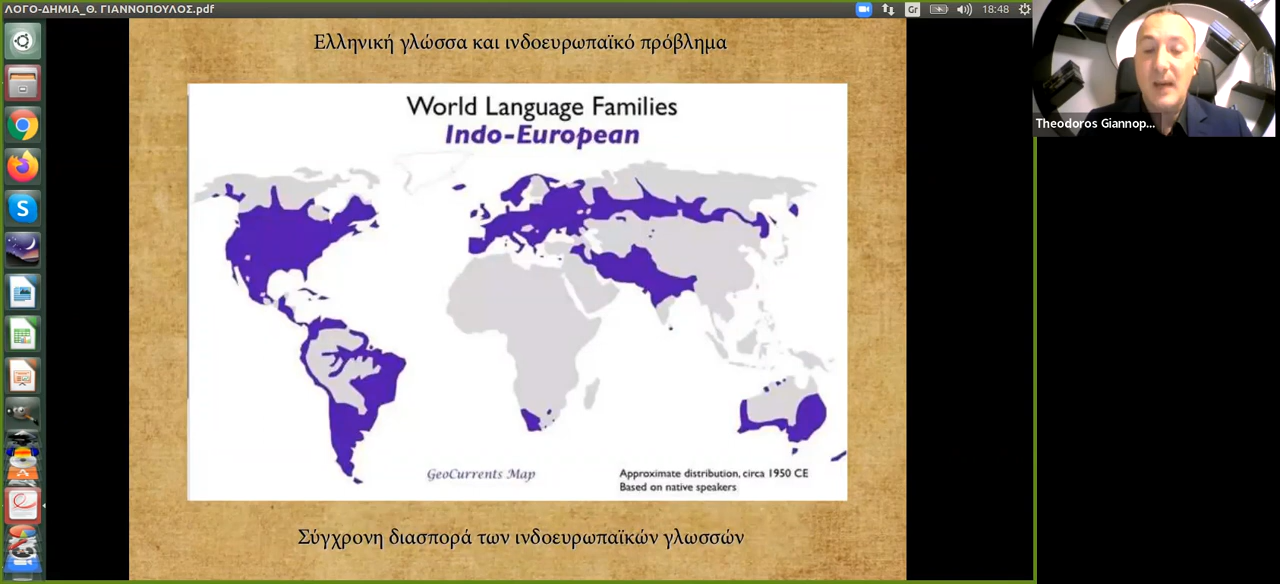 ΛΟΓΟ-ΔΗΜΙΑ_Θ. ΓΙΑΝΝΟΠΟΥΛΟΣ.pdf
Gr
18:48
Ελληνική γλώσσα και ινδοευρωπαϊκό πρόβλημα
World Language Families
Indo-European
GeoCurrents Map
Approximate distribution, circa 1950 CE
Based on native speakers
Σύγχρονη διασπορά των ινδοευρωπαϊκών γλωσσών
Theodoros Giannop...
S